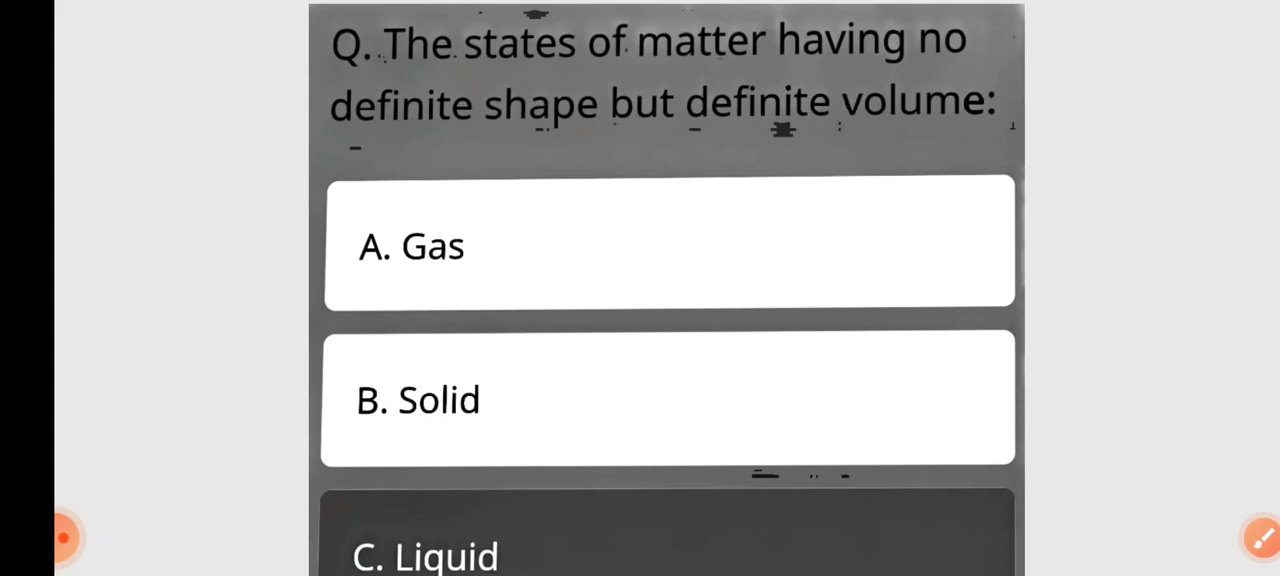 Q. The states of matter having no
definite shape but definite volume:
A. Gas
B. Solid
C. Liquid